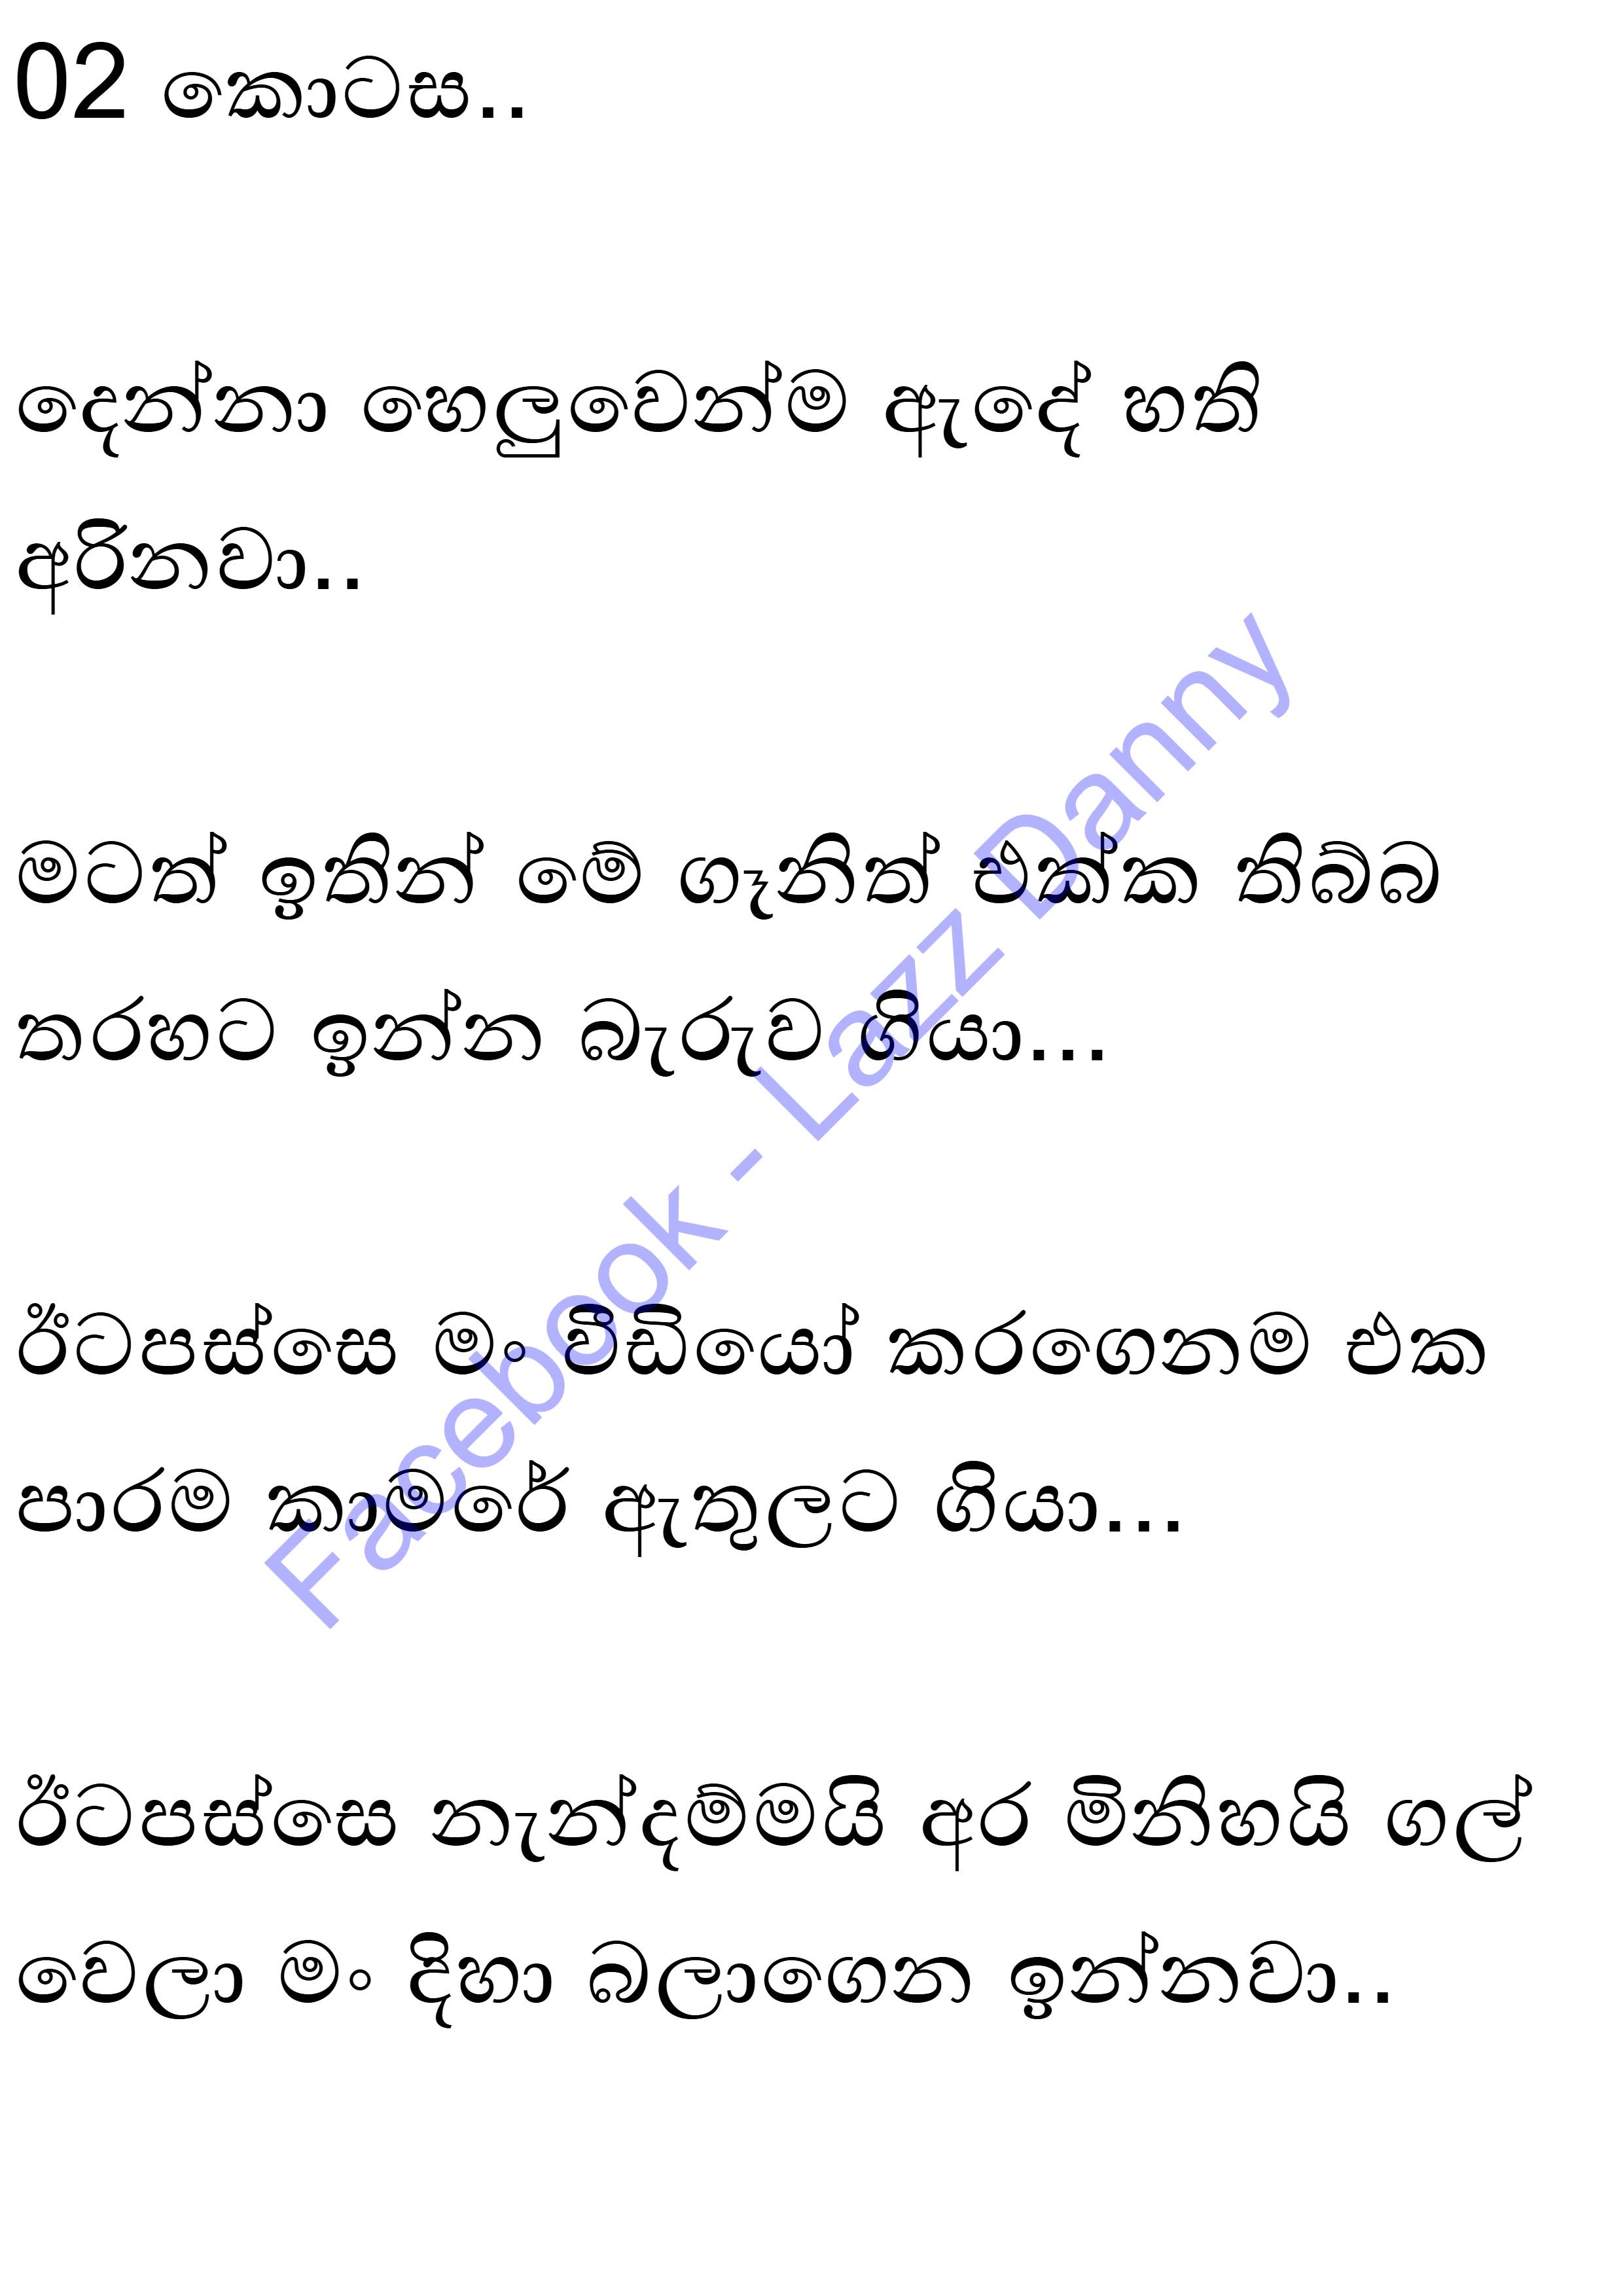 02 කොටස..
දෙන්නා හෙලුවෙන්ම ඇඳේ හති
අරිනවා..
මටත් ඉතින් මේ ගැනිත් එක්ක තිබ්බ
තරහට ඉන්න බැරුව ගියා...
ඊටපස්සෙ මං වීඩියෝ කරගෙනම එක
පාරම කාමරේ ඇතුලට ගියා...
ඊටපස්සෙ නැන්දම්මයි අර මිනිහයි ගල්
වෙලා මං දිහා බලාගෙන ඉන්නවා..
Facebook - Lazz Danny